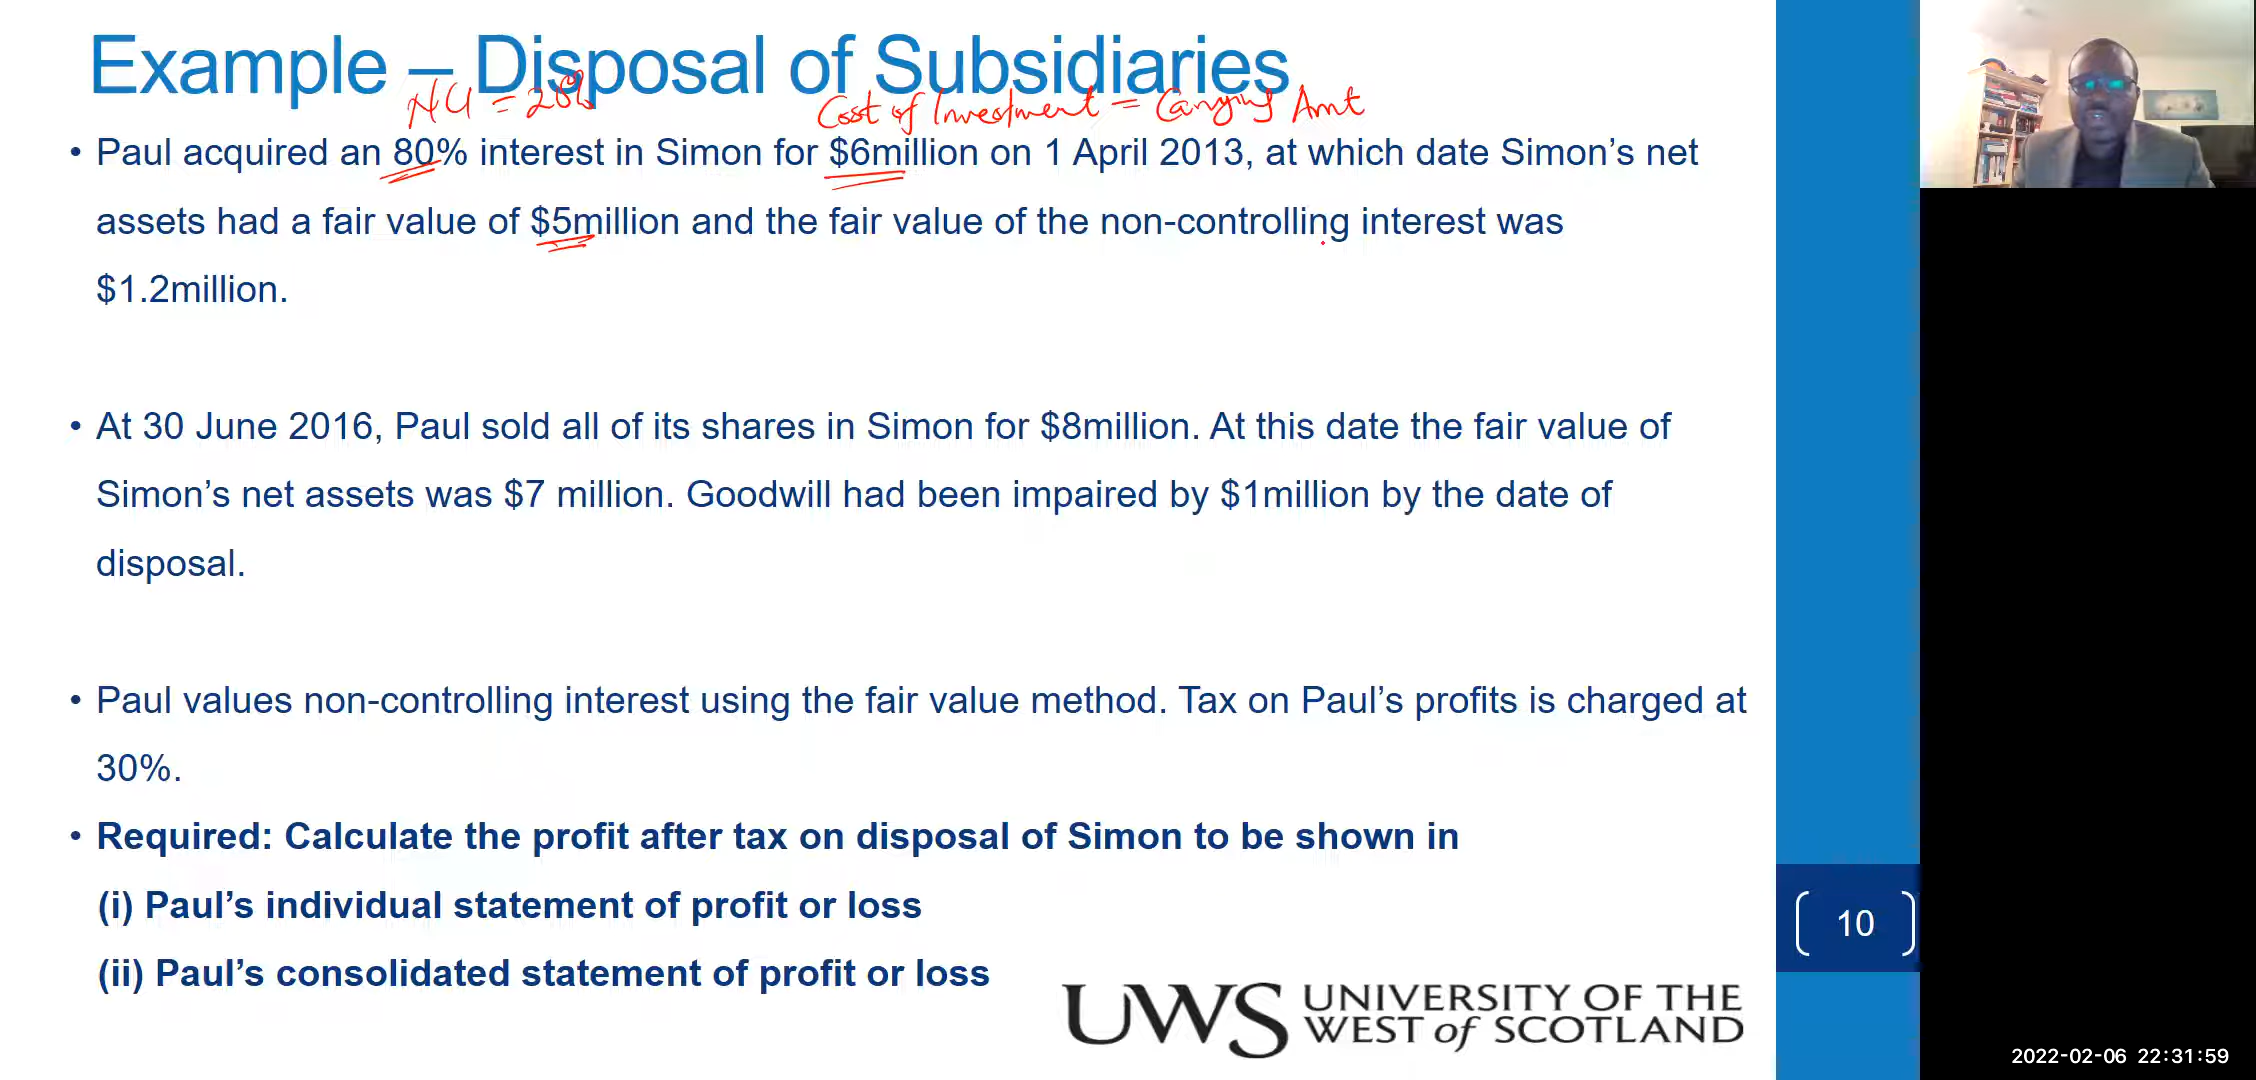 Example – Disposal of Subsidiaries
NCI = 20%
Cost of Investment = Carrying Amt
• Paul acquired an 80% interest in Simon for $6million on 1 April 2013, at which date Simon’s net
assets had a fair value of $5million and the fair value of the non-controlling interest was
$1.2million.
• At 30 June 2016, Paul sold all of its shares in Simon for $8million. At this date the fair value of
Simon’s net assets was $7 million. Goodwill had been impaired by $1million by the date of
disposal.
• Paul values non-controlling interest using the fair value method. Tax on Paul’s profits is charged at
30%.
• Required: Calculate the profit after tax on disposal of Simon to be shown in
(i) Paul’s individual statement of profit or loss
(ii) Paul’s consolidated statement of profit or loss
10
UWS UNIVERSITY OF THE
WEST of SCOTLAND
2022-02-06 22:31:59